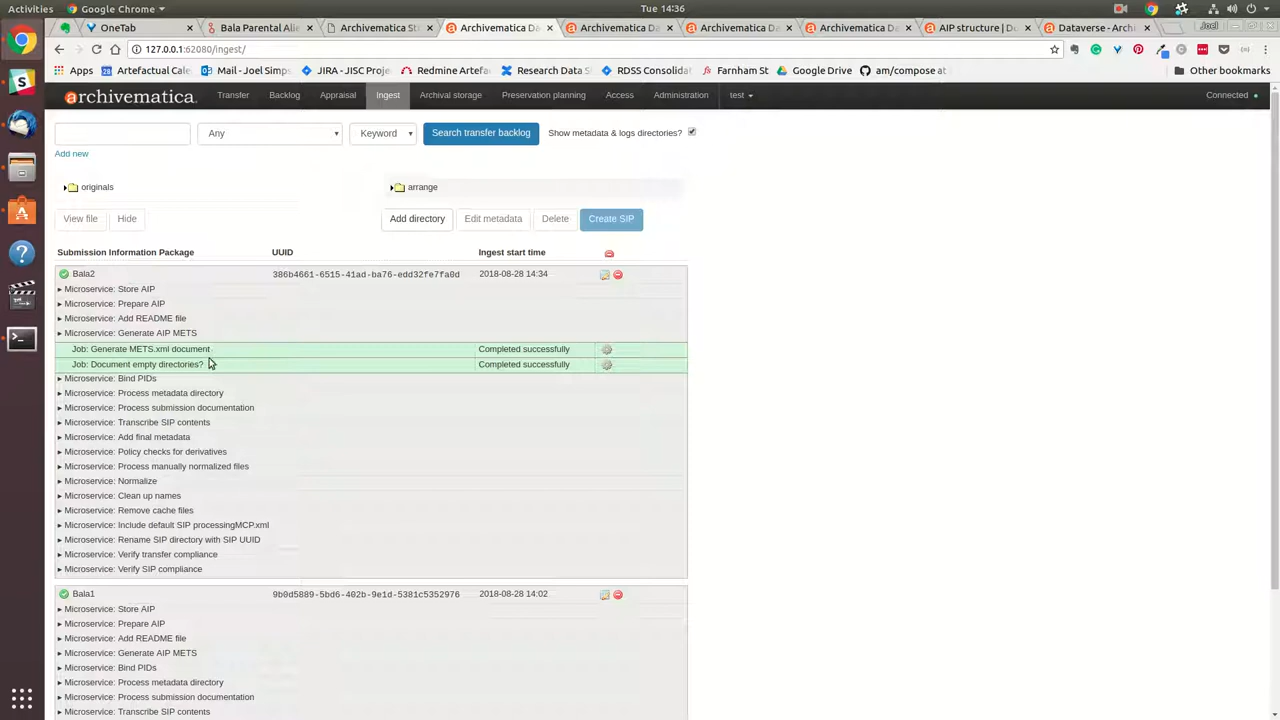 Activities Google Chrome Tue 14:36
OneTab Bala Parental Alie Archivematica St Archivematica Da Archivematica Da Archivematica Da Archivematica Da AIP structure | Do Dataverse - Archi Joel
127.0.0.1:62080/ingest/
Apps Artefactual Cale Mail - Joel Simps JIRA - JISC Proje Redmine Artefa Research Data S RDSS Consolida Farnham St Google Drive am/compose at Other bookmarks
archivematica. Transfer Backlog Appraisal Ingest Archival storage Preservation planning Access Administration test Connected
Any Keyword Search transfer backlog Show metadata & logs directories?
Add new
originals arrange
View file Hide Add directory Edit metadata Delete Create SIP
Submission Information Package UUID Ingest start time
Bala2 386b4661-6515-41ad-ba76-edd32fe7fa0d 2018-08-28 14:34
Microservice: Store AIP
Microservice: Prepare AIP
Microservice: Add README file
Microservice: Generate AIP METS
Job: Generate METS.xml document Completed successfully
Job: Document empty directories? Completed successfully
Microservice: Bind PIDs
Microservice: Process metadata directory
Microservice: Process submission documentation
Microservice: Transcribe SIP contents
Microservice: Add final metadata
Microservice: Policy checks for derivatives
Microservice: Process manually normalized files
Microservice: Normalize
Microservice: Clean up names
Microservice: Remove cache files
Microservice: Include default SIP processingMCP.xml
Microservice: Rename SIP directory with SIP UUID
Microservice: Verify transfer compliance
Microservice: Verify SIP compliance
Bala1 9b0d5889-5bd6-402b-9e1d-5381c5352976 2018-08-28 14:02
Microservice: Store AIP
Microservice: Prepare AIP
Microservice: Add README file
Microservice: Generate AIP METS
Microservice: Bind PIDs
Microservice: Process metadata directory
Microservice: Process submission documentation
Microservice: Transcribe SIP contents